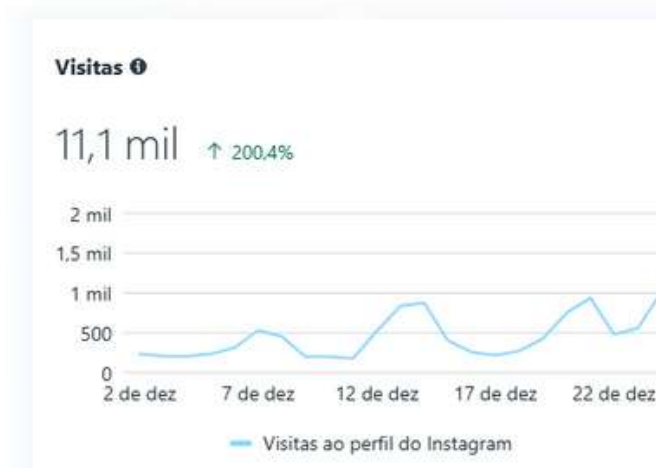 Visitas
11,1 mil ↑ 200,4%
2 mil
1,5 mil
1 mil
500
0
2 de dez 7 de dez 12 de dez 17 de dez 22 de dez
Visitas ao perfil do Instagram